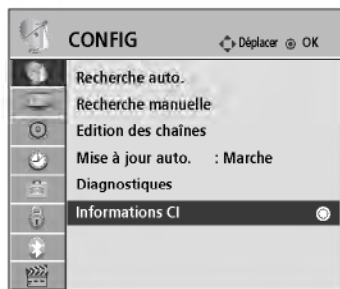 CONFIG
Déplacer OK
Recherche auto.
Recherche manuelle
Edition des chaînes
Mise à jour auto. : Marche
Diagnostiques
Informations CI